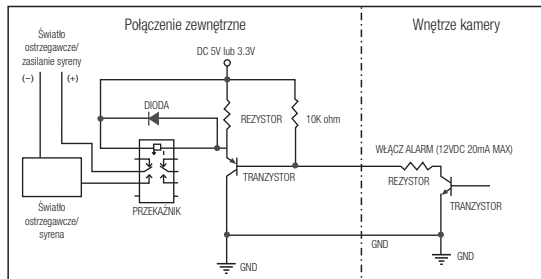 Połączenie zewnętrzne
Wnętrze kamery
Światło
ostrzegawcze/
zasilanie syreny
(−)
(+)
DC 5V lub 3.3V
DIODA
REZYSTOR
10K ohm
WŁĄCZ ALARM (12VDC 20mA MAX)
REZYSTOR
TRANZYSTOR
TRANZYSTOR
PRZEKAŹNIK
Światło
ostrzegawcze/
syrena
GND
GND
GND